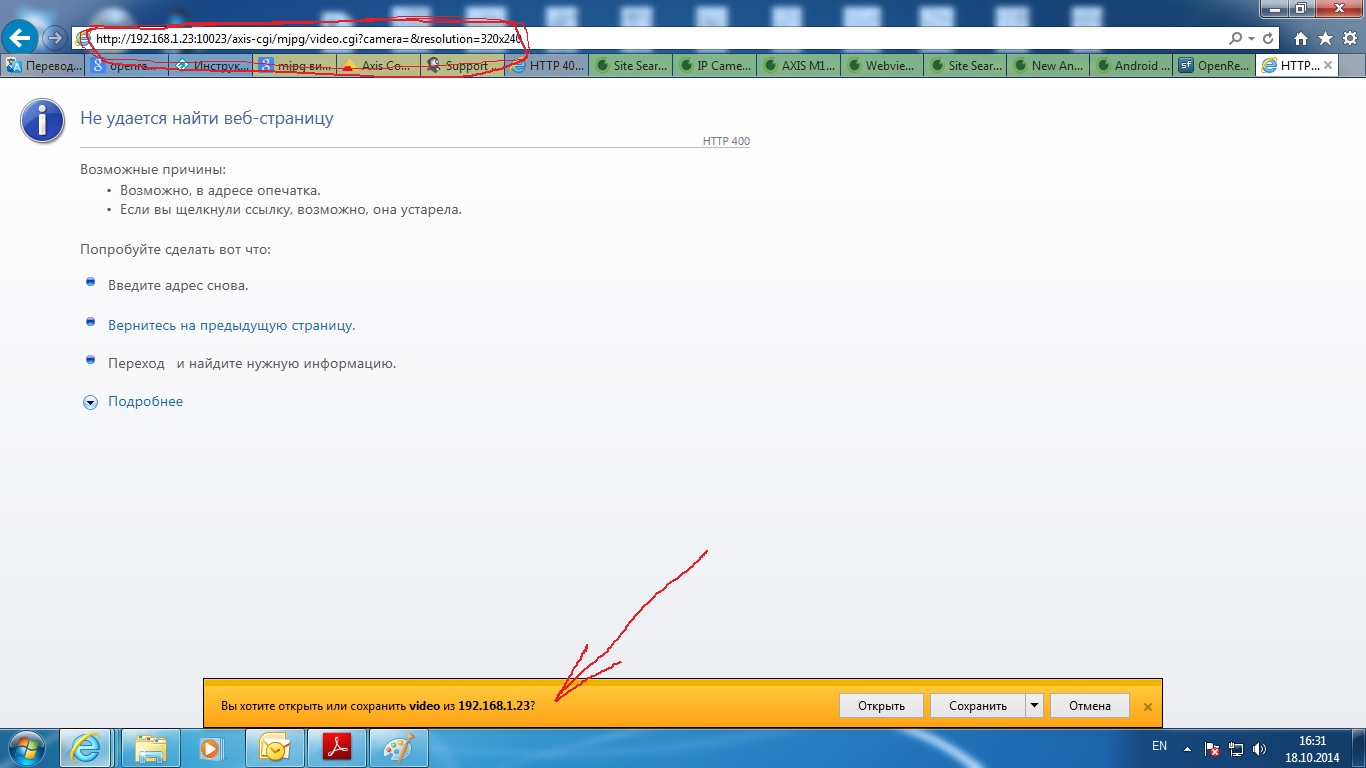 http://192.168.1.23:10023/axis-cgi/mjpg/video.cgi?camera=&resolution=320x240
Перевод... openre... Инструк... mjpg ви... Axis Co... Support ... HTTP 40... Site Sear... IP Came... AXIS M1... Webvie... Site Sear... New An... Android ... OpenRe... HTTP...
Не удается найти веб-страницу
HTTP 400
Возможные причины:
• Возможно, в адресе опечатка.
• Если вы щелкнули ссылку, возможно, она устарела.
Попробуйте сделать вот что:
Введите адрес снова.
Вернитесь на предыдущую страницу.
Переход и найдите нужную информацию.
Подробнее
Вы хотите открыть или сохранить video из 192.168.1.23? Открыть Сохранить Отмена
EN 16:31
18.10.2014